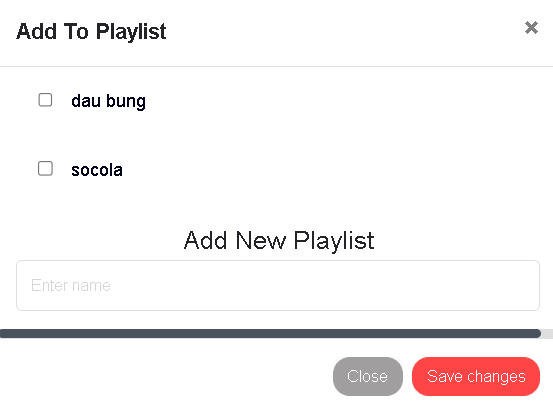 Add To Playlist
×
dau bung
socola
Add New Playlist
Enter name
Close
Save changes